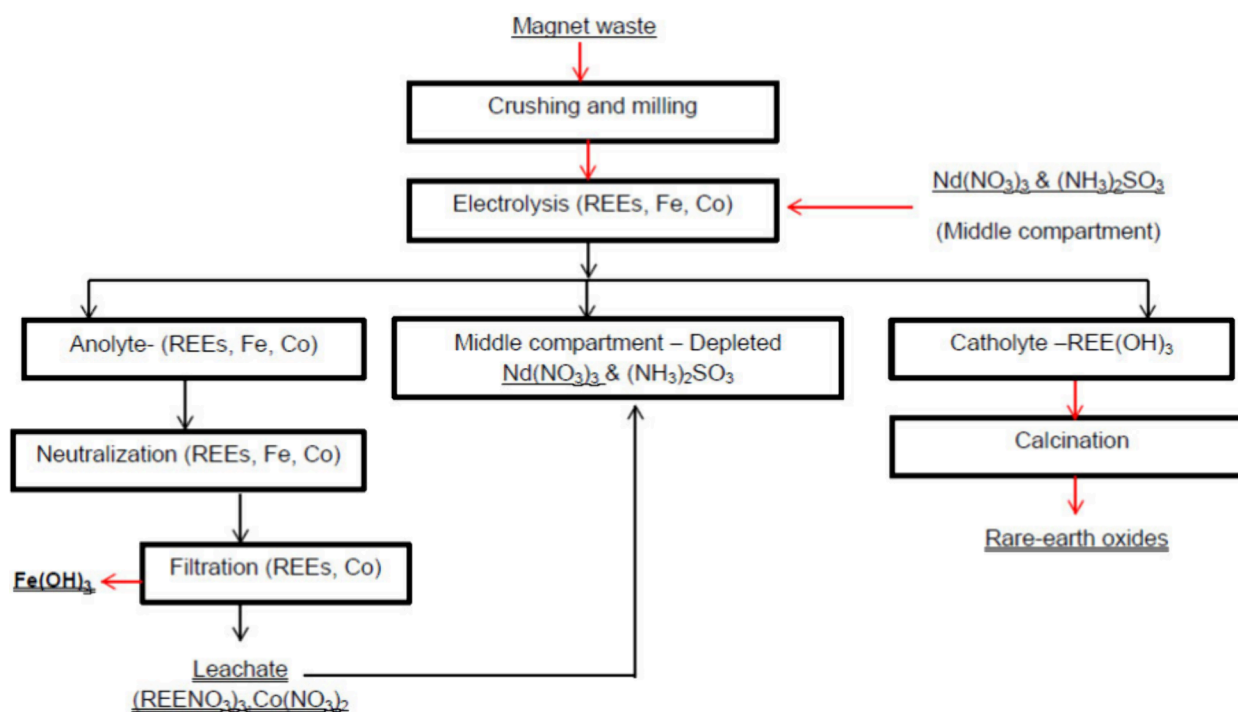 Magnet waste
Crushing and milling
Electrolysis (REEs, Fe, Co)
Nd(NO₃)₃ & (NH₃)₂SO₃
(Middle compartment)
Anolyte- (REEs, Fe, Co)
Middle compartment – Depleted
Nd(NO₃)₃ & (NH₃)₂SO₃
Catholyte –REE(OH)₃
Neutralization (REEs, Fe, Co)
Calcination
Filtration (REEs, Co)
Fe(OH)₃
Rare-earth oxides
Leachate
(REENO₃)₃.Co(NO₃)₂